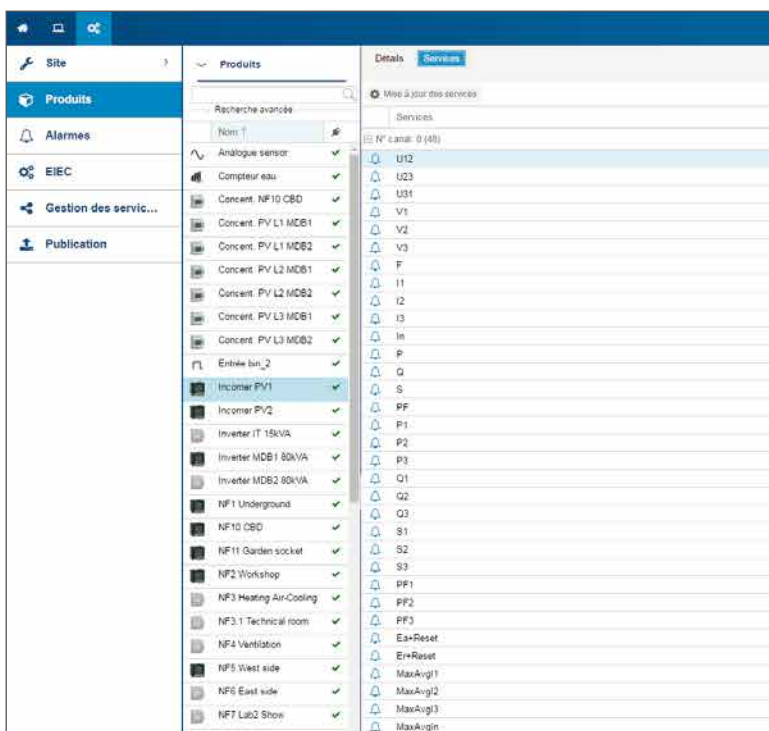 Site
Produits
Alarmes
EIEC
Gestion des servic...
Publication
Produits
Recherche avancée
Nom ↑
Analogue sensor
Compteur eau
Concent. NF10 CBD
Concent. PV L1 MDB1
Concent. PV L1 MDB2
Concent. PV L2 MDB1
Concent. PV L2 MDB2
Concent. PV L3 MDB1
Concent. PV L3 MDB2
Entrée bin_2
Incomer PV1
Incomer PV2
Inverter IT 15kVA
Inverter MDB1 80kVA
Inverter MDB2 80kVA
NF1 Underground
NF10 CBD
NF11 Garden socket
NF2 Workshop
NF3 Heating Air-Cooling
NF3.1 Technical room
NF4 Ventilation
NF5 West side
NF6 East side
NF7 Lab2 Show
Détails Services
Mise à jour des services
Services
N° canal: 0 (48)
U12
U23
U31
V1
V2
V3
F
I1
I2
I3
In
P
Q
S
PF
P1
P2
P3
Q1
Q2
Q3
S1
S2
S3
PF1
PF2
PF3
Ea+Reset
Er+Reset
MaxAvgI1
MaxAvgI2
MaxAvgI3
MaxAvgIn